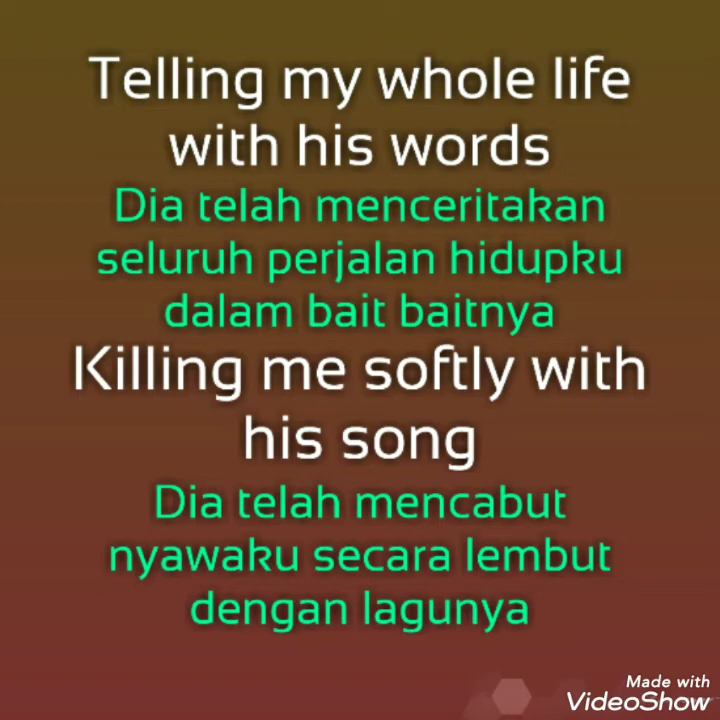 Telling my whole life
with his words
Dia telah menceritakan
seluruh perjalan hidupku
dalam bait baitnya
Killing me softly with
his song
Dia telah mencabut
nyawaku secara lembut
dengan lagunya
Made with
VideoShow